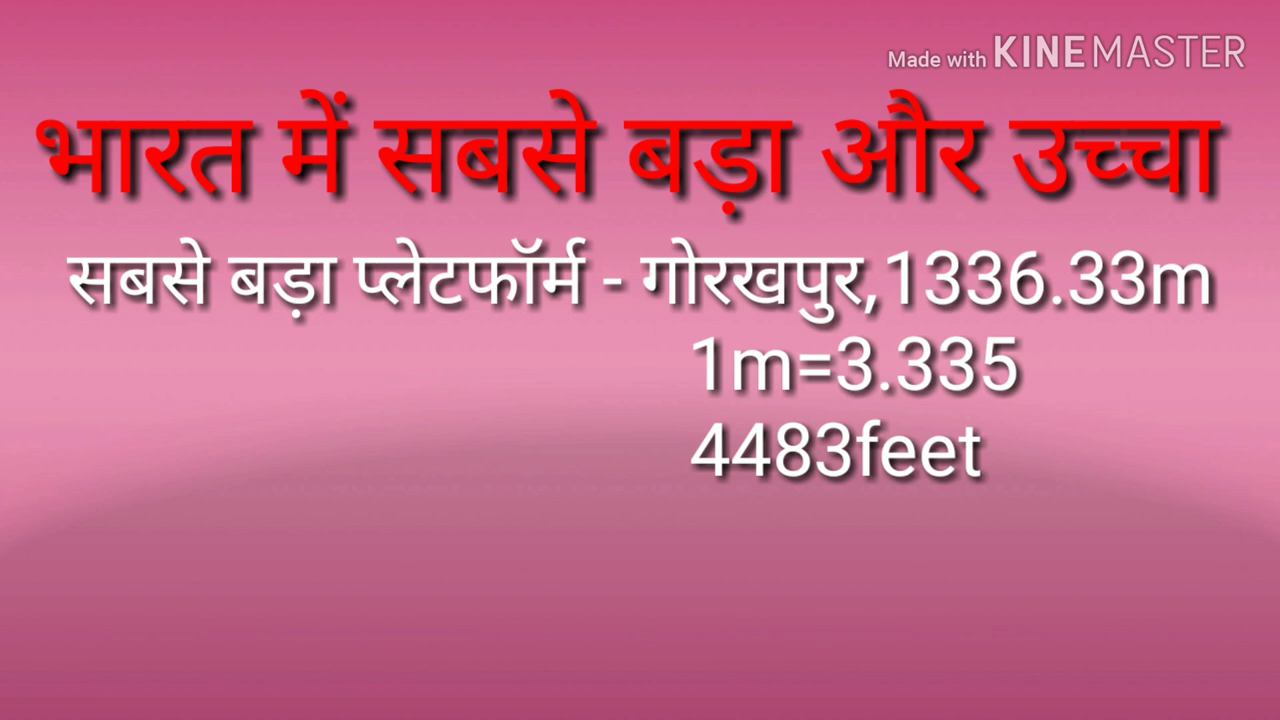 Made with KINEMASTER
भारत में सबसे बड़ा और उच्चा
सबसे बड़ा प्लेटफॉर्म - गोरखपुर,1336.33m
1m=3.335
4483feet